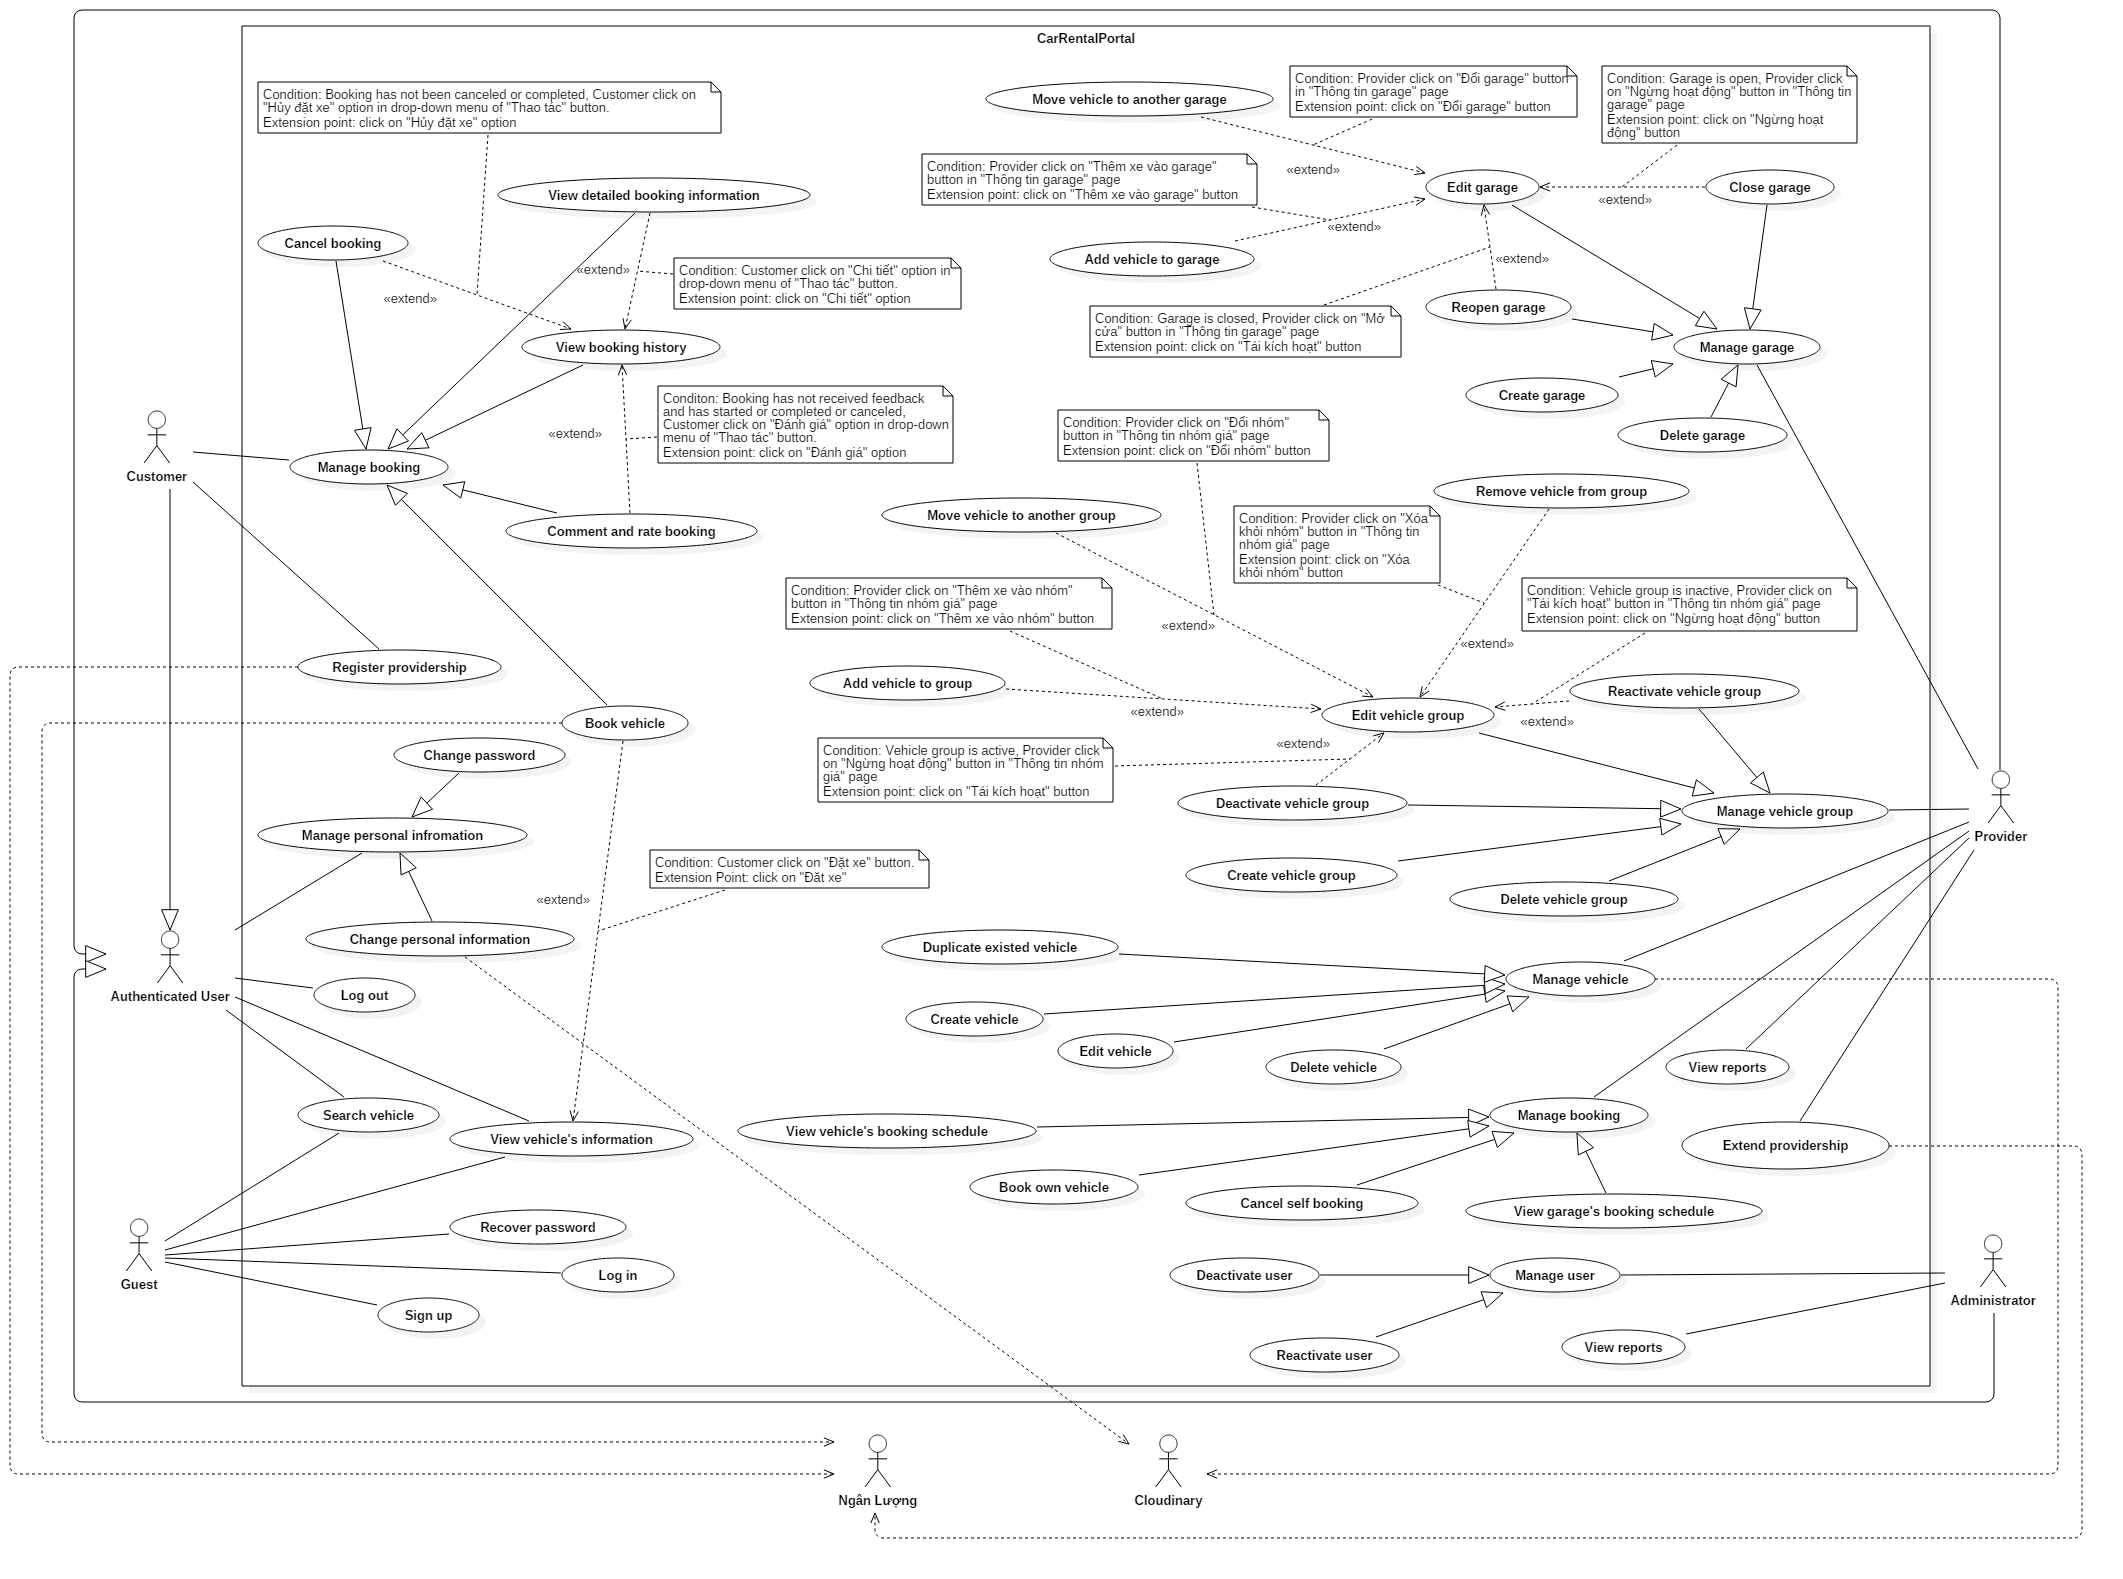 CarRentalPortal
Condition: Booking has not been canceled or completed, Customer click on
"Hủy đặt xe" option in drop-down menu of "Thao tác" button.
Extension point: click on "Hủy đặt xe" option
Move vehicle to another garage
Condition: Provider click on "Đổi garage" button
in "Thông tin garage" page
Extension point: click on "Đổi garage" button
Condition: Garage is open, Provider click
on "Ngừng hoạt động" button in "Thông tin
garage" page
Extension point: click on "Ngừng hoạt
động" button
Condition: Provider click on "Thêm xe vào garage"
button in "Thông tin garage" page
Extension point: click on "Thêm xe vào garage" button
«extend»
Edit garage
Close garage
«extend»
View detailed booking information
Cancel booking
«extend»
Add vehicle to garage
«extend»
«extend»
Condition: Customer click on "Chi tiết" option in
drop-down menu of "Thao tác" button.
Extension point: click on "Chi tiết" option
«extend»
Reopen garage
Condition: Garage is closed, Provider click on "Mở
cửa" button in "Thông tin garage" page
Extension point: click on "Tái kích hoạt" button
View booking history
Manage garage
Create garage
Delete garage
Conditon: Booking has not received feedback
and has started or completed or canceled,
Customer click on "Đánh giá" option in drop-down
menu of "Thao tác" button.
Extension point: click on "Đánh giá" option
«extend»
Condition: Provider click on "Đổi nhóm"
button in "Thông tin nhóm giá" page
Extension point: click on "Đổi nhóm" button
Customer
Manage booking
Remove vehicle from group
Move vehicle to another group
Comment and rate booking
Condition: Provider click on "Xóa
khỏi nhóm" button in "Thông tin
nhóm giá" page
Extension point: click on "Xóa
khỏi nhóm" button
Condition: Provider click on "Thêm xe vào nhóm"
button in "Thông tin nhóm giá" page
Extension point: click on "Thêm xe vào nhóm" button
Condition: Vehicle group is inactive, Provider click on
"Tái kích hoạt" button in "Thông tin nhóm giá" page
Extension point: click on "Ngừng hoạt động" button
«extend»
«extend»
Register providership
Add vehicle to group
Reactivate vehicle group
«extend»
Edit vehicle group
«extend»
Book vehicle
Change password
«extend»
Condition: Vehicle group is active, Provider click
on "Ngừng hoạt động" button in "Thông tin nhóm
giá" page
Extension point: click on "Tái kích hoạt" button
Deactivate vehicle group
Manage vehicle group
Provider
Manage personal infromation
Condition: Customer click on "Đặt xe" button.
Extension Point: click on "Đăt xe"
Create vehicle group
Delete vehicle group
«extend»
Change personal information
Duplicate existed vehicle
Manage vehicle
Authenticated User
Log out
Create vehicle
Edit vehicle
Delete vehicle
View reports
Search vehicle
View vehicle's information
View vehicle's booking schedule
Manage booking
Extend providership
Book own vehicle
Cancel self booking
View garage's booking schedule
Recover password
Guest
Log in
Sign up
Deactivate user
Manage user
Administrator
Reactivate user
View reports
Ngân Lượng
Cloudinary